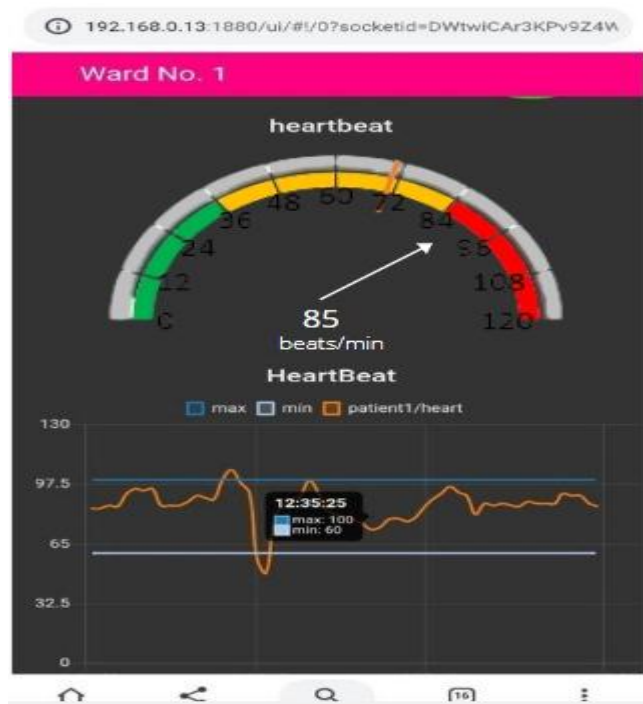 192.168.0.13:1880/ui/#!/0?socketid=DWtwiCAr3KPv9Z4W
Ward No. 1
heartbeat
0 12 24 36 48 60 72 84 96 108 120
85
beats/min
HeartBeat
max min patient1/heart
130
97.5
12:35:25
max: 100
min: 60
65
32.5
0
16